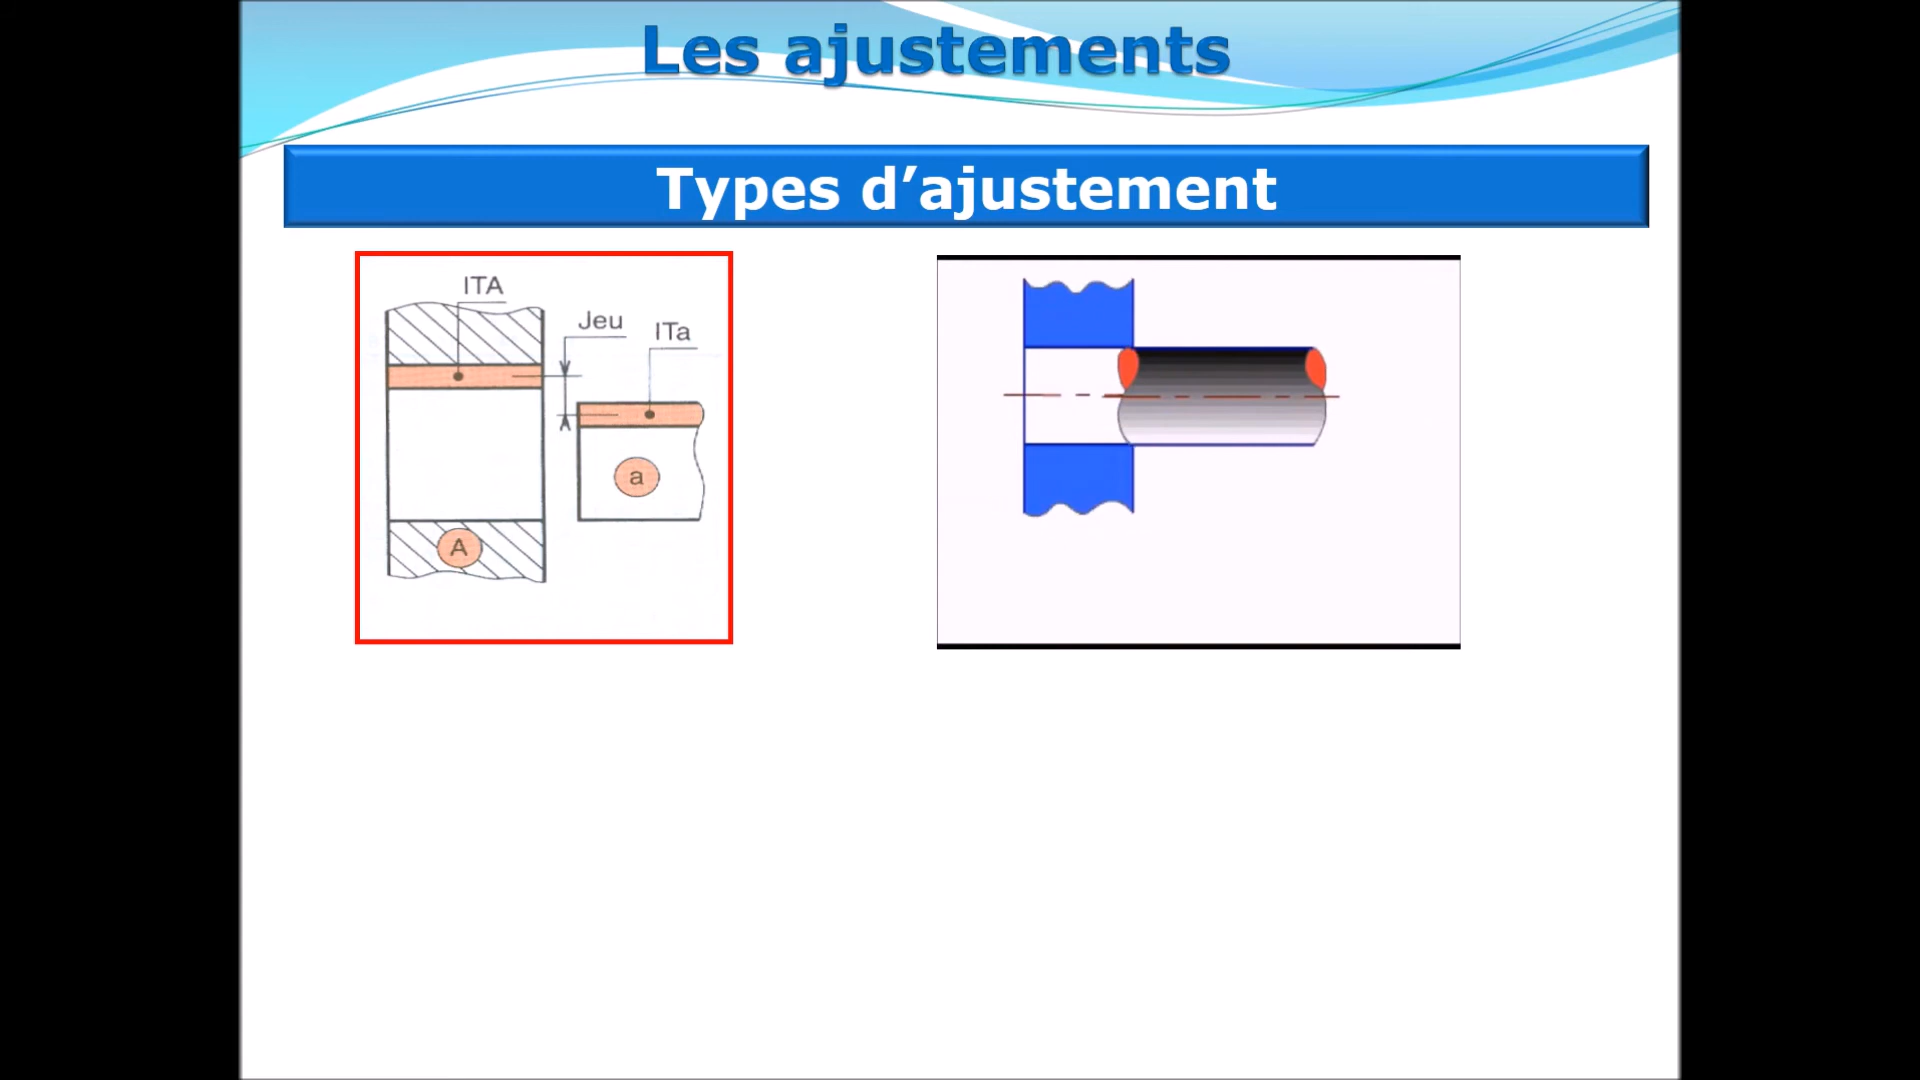 Les ajustements
Types d’ajustement
ITA
Jeu
ITa
a
A